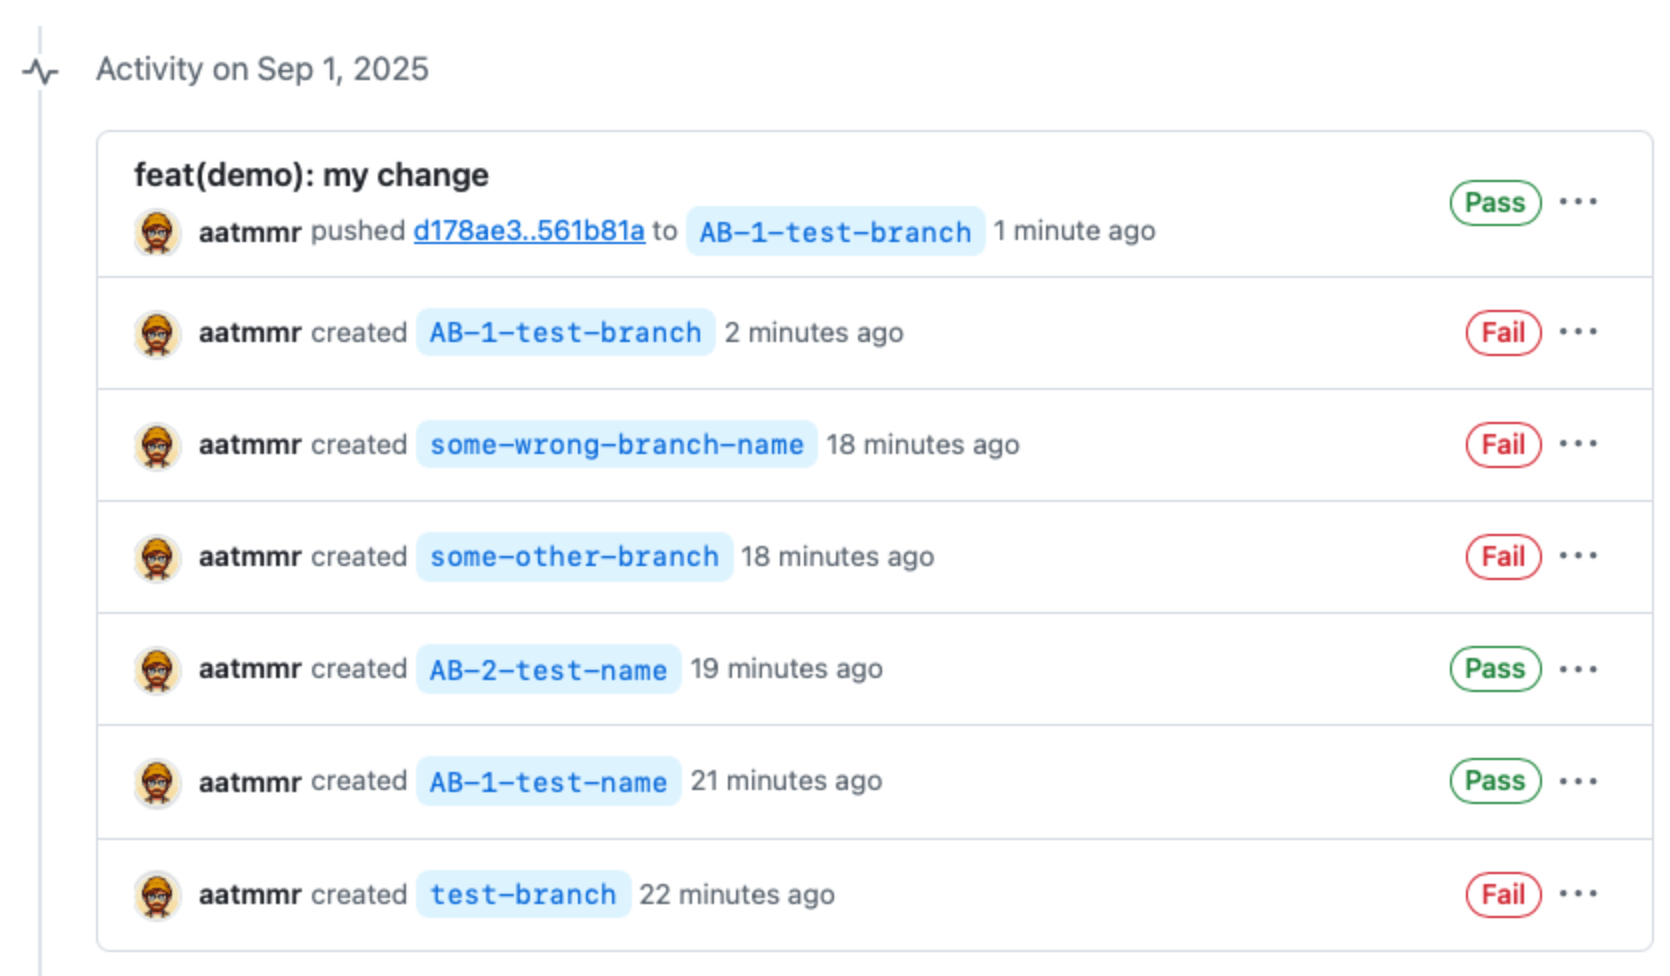 Activity on Sep 1, 2025
feat(demo): my change
Pass
aatmmr pushed d178ae3..561b81a to AB-1-test-branch 1 minute ago
aatmmr created AB-1-test-branch 2 minutes ago Fail
aatmmr created some-wrong-branch-name 18 minutes ago Fail
aatmmr created some-other-branch 18 minutes ago Fail
aatmmr created AB-2-test-name 19 minutes ago Pass
aatmmr created AB-1-test-name 21 minutes ago Pass
aatmmr created test-branch 22 minutes ago Fail